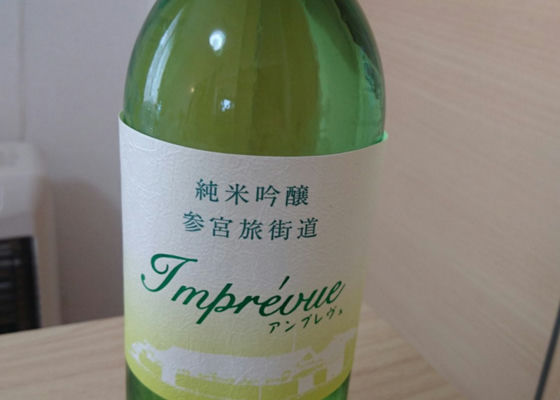 純米吟醸
参宮旅街道
Imprévue
アンプレヴュ